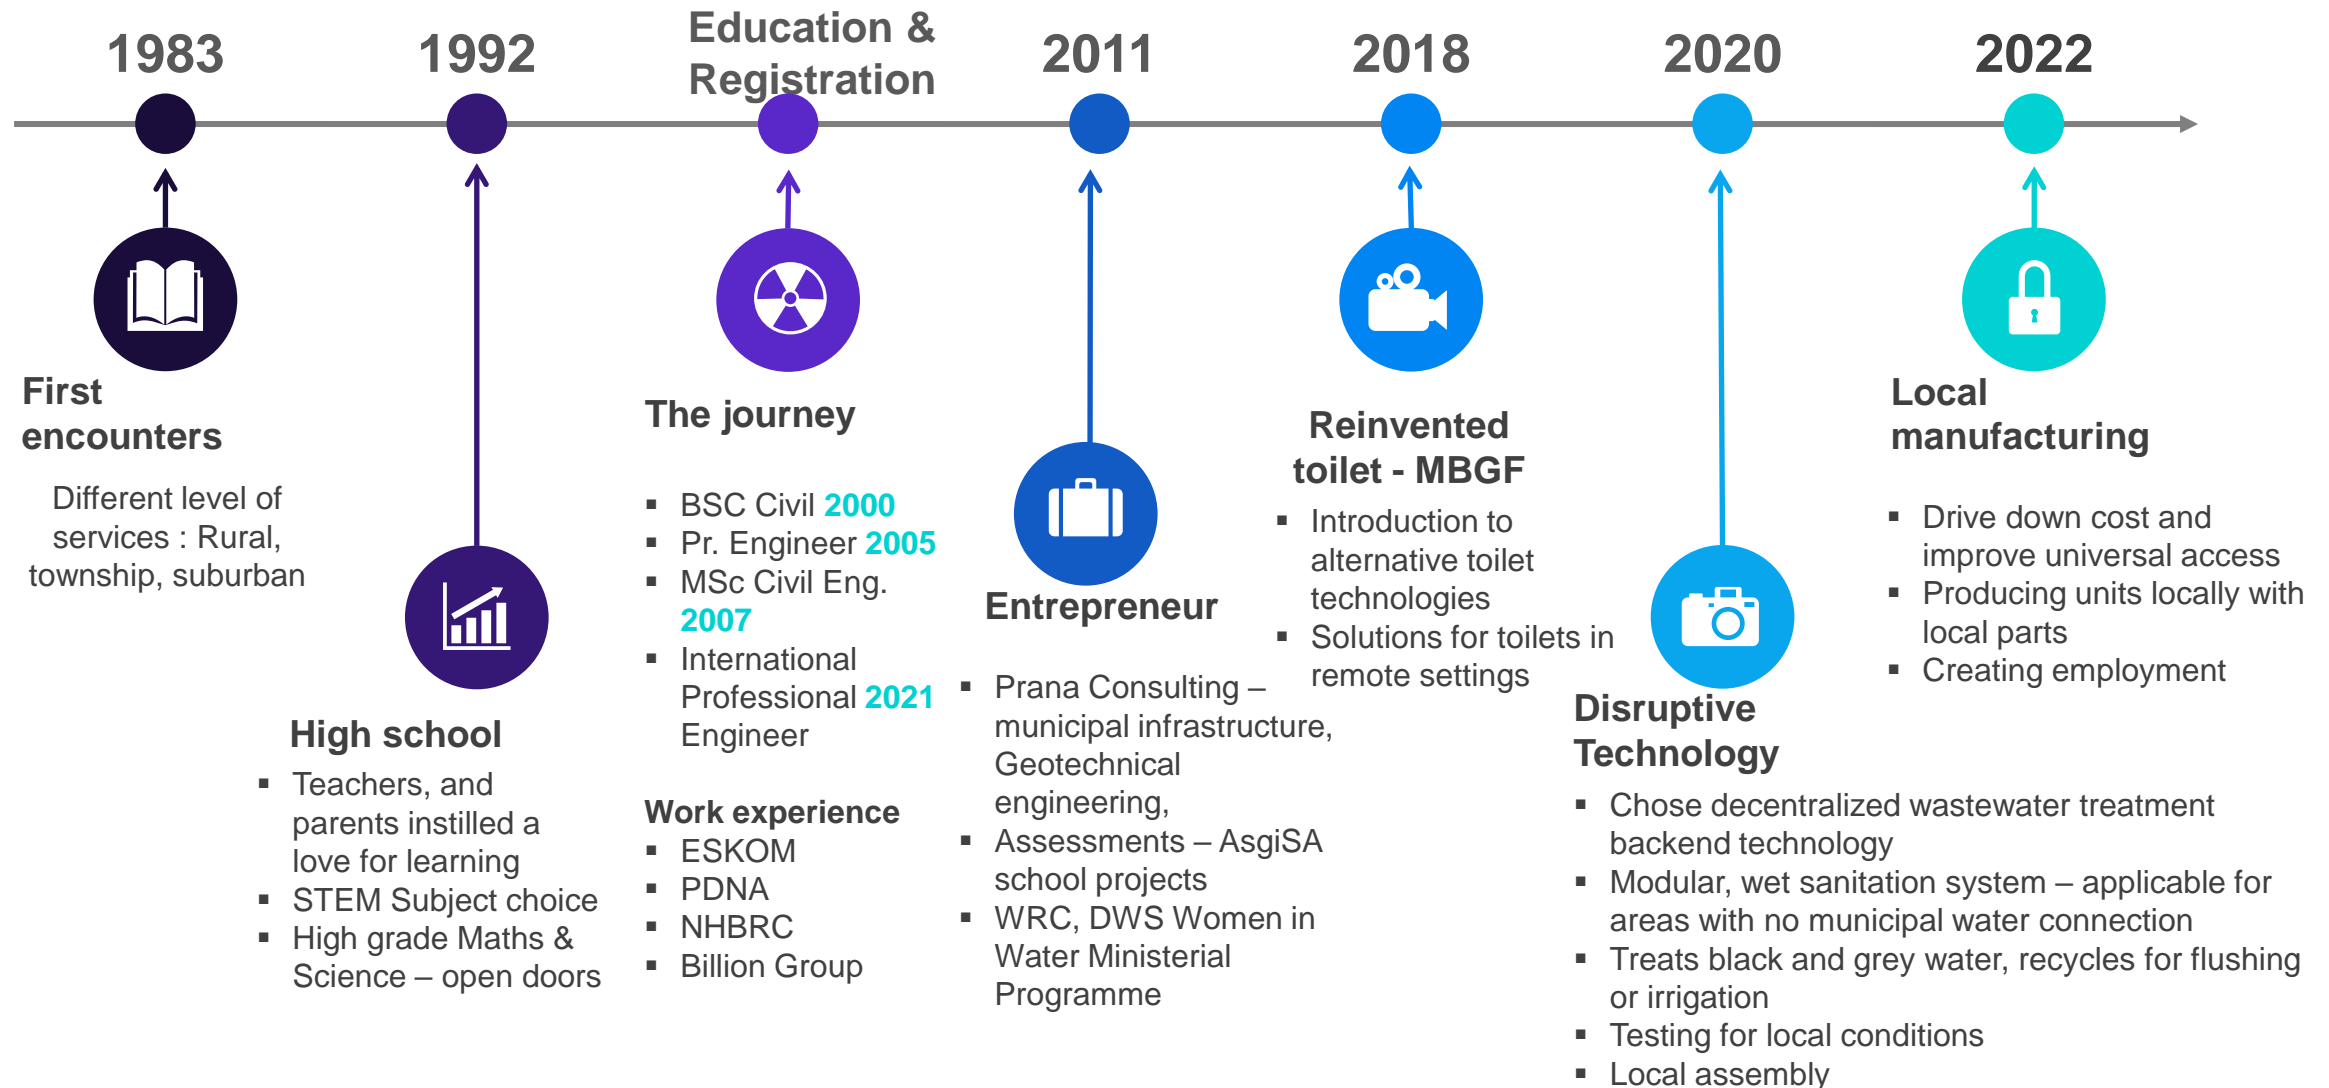 1983
1992
Education &
Registration
2011
2018
2020
2022
First
encounters
Different level of
services : Rural,
township, suburban
High school
▪ Teachers, and
parents instilled a
love for learning
▪ STEM Subject choice
▪ High grade Maths &
Science – open doors
The journey
▪ BSC Civil 2000
▪ Pr. Engineer 2005
▪ MSc Civil Eng.
2007
▪ International
Professional 2021
Engineer
Work experience
▪ ESKOM
▪ PDNA
▪ NHBRC
▪ Billion Group
Entrepreneur
▪ Prana Consulting –
municipal infrastructure,
Geotechnical
engineering,
▪ Assessments – AsgiSA
school projects
▪ WRC, DWS Women in
Water Ministerial
Programme
Reinvented
toilet - MBGF
▪ Introduction to
alternative toilet
technologies
▪ Solutions for toilets in
remote settings
Disruptive
Technology
▪ Chose decentralized wastewater treatment
backend technology
▪ Modular, wet sanitation system – applicable for
areas with no municipal water connection
▪ Treats black and grey water, recycles for flushing
or irrigation
▪ Testing for local conditions
▪ Local assembly
Local
manufacturing
▪ Drive down cost and
improve universal access
▪ Producing units locally with
local parts
▪ Creating employment